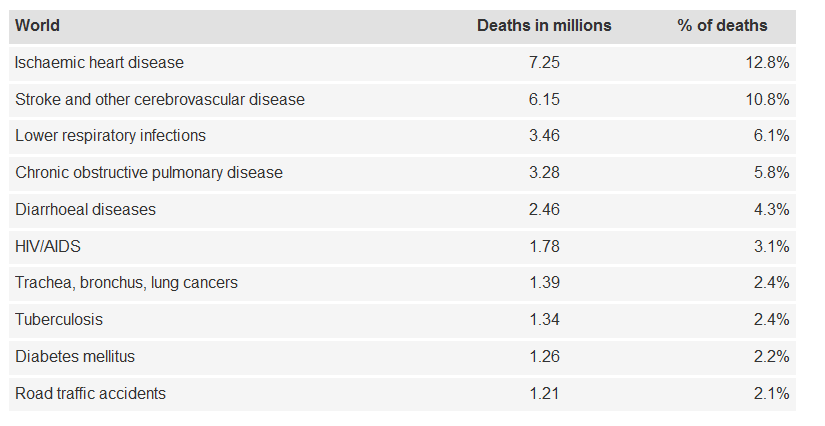 World Deaths in millions % of deaths
Ischaemic heart disease 7.25 12.8%
Stroke and other cerebrovascular disease 6.15 10.8%
Lower respiratory infections 3.46 6.1%
Chronic obstructive pulmonary disease 3.28 5.8%
Diarrhoeal diseases 2.46 4.3%
HIV/AIDS 1.78 3.1%
Trachea, bronchus, lung cancers 1.39 2.4%
Tuberculosis 1.34 2.4%
Diabetes mellitus 1.26 2.2%
Road traffic accidents 1.21 2.1%